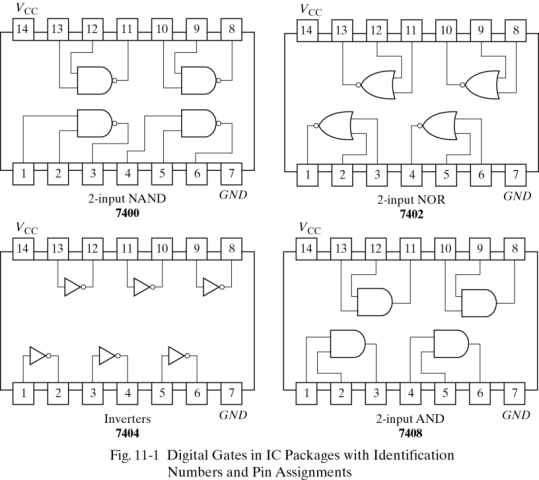 V_CC V_CC
14 13 12 11 10 9 8 14 13 12 11 10 9 8
1 2 3 4 5 6 7 1 2 3 4 5 6 7
2-input NAND GND 2-input NOR GND
7400 7402
V_CC V_CC
14 13 12 11 10 9 8 14 13 12 11 10 9 8
1 2 3 4 5 6 7 1 2 3 4 5 6 7
Inverters GND 2-input AND GND
7404 7408
Fig. 11-1 Digital Gates in IC Packages with Identification
Numbers and Pin Assignments